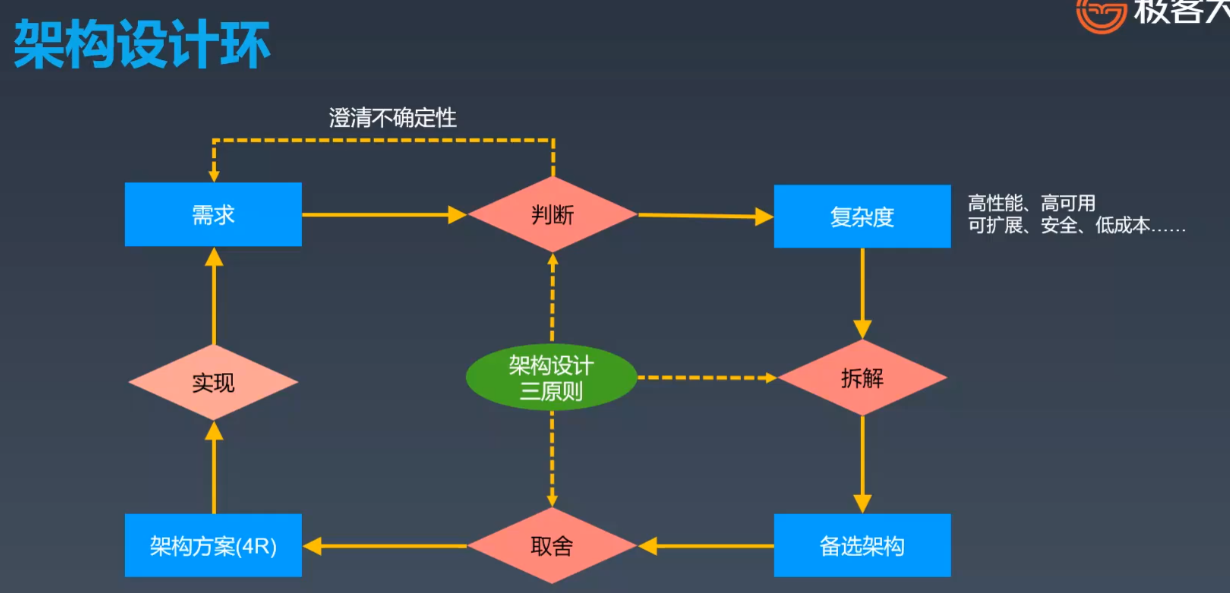 架构设计环
极客大
澄清不确定性
需求
判断
复杂度
高性能、高可用
可扩展、安全、低成本……
实现
架构设计
三原则
拆解
架构方案(4R)
取舍
备选架构